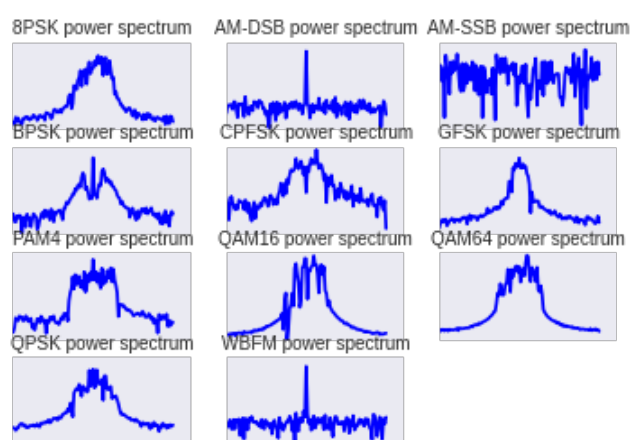 8PSK power spectrum AM-DSB power spectrum AM-SSB power spectrum
BPSK power spectrum CPFSK power spectrum GFSK power spectrum
PAM4 power spectrum QAM16 power spectrum QAM64 power spectrum
QPSK power spectrum WBFM power spectrum